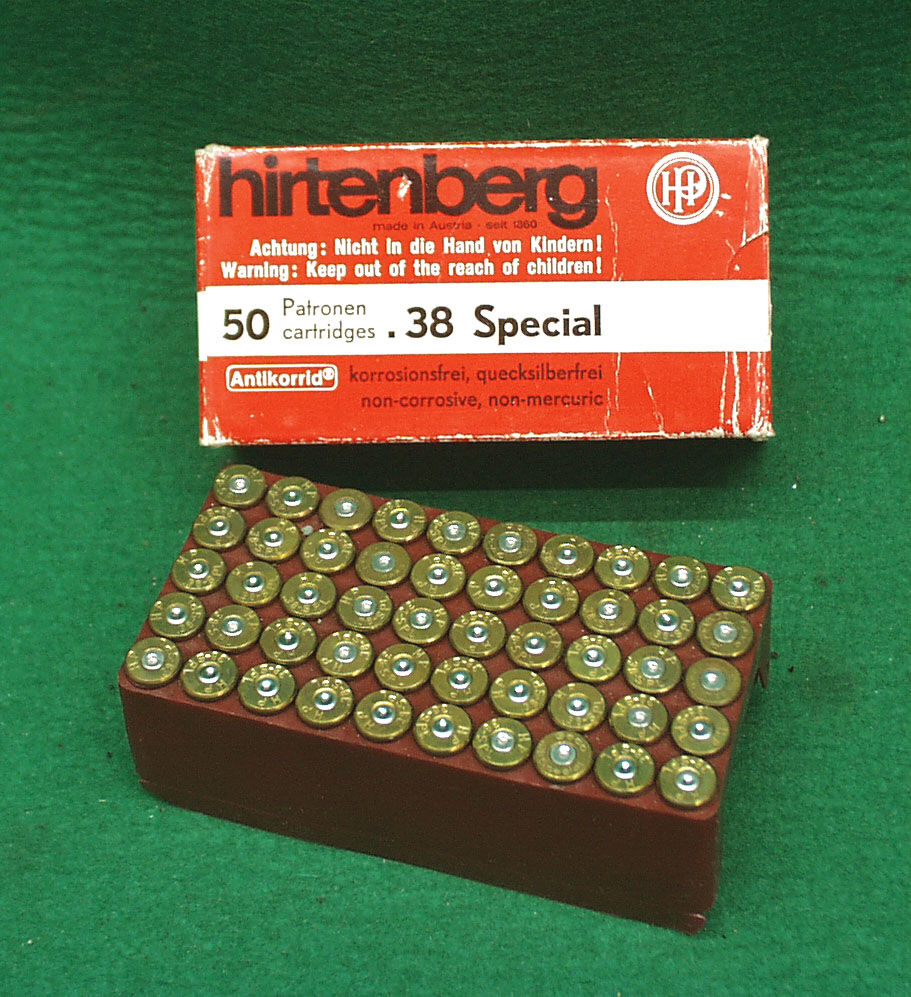 hirtenberg
HP
made in Austria - seit 1860
Achtung: Nicht in die Hand von Kindern!
Warning: Keep out of the reach of children!
50 Patronen
cartridges .38 Special
Antikorrid® korrosionsfrei, quecksilberfrei
non-corrosive, non-mercuric